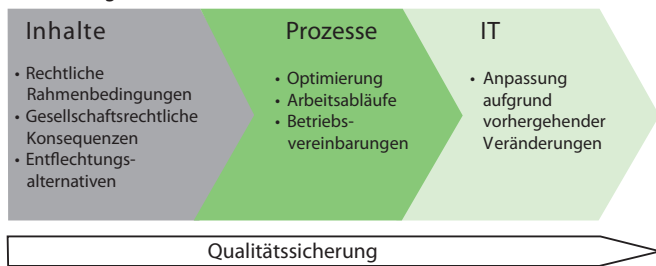 Inhalte
• Rechtliche
Rahmenbedingungen
• Gesellschaftsrechtliche
Konsequenzen
• Entflechtungs-
alternativen
Prozesse
• Optimierung
• Arbeitsabläufe
• Betriebs-
vereinbarungen
IT
• Anpassung
aufgrund
vorhergehender
Veränderungen
Qualitätssicherung